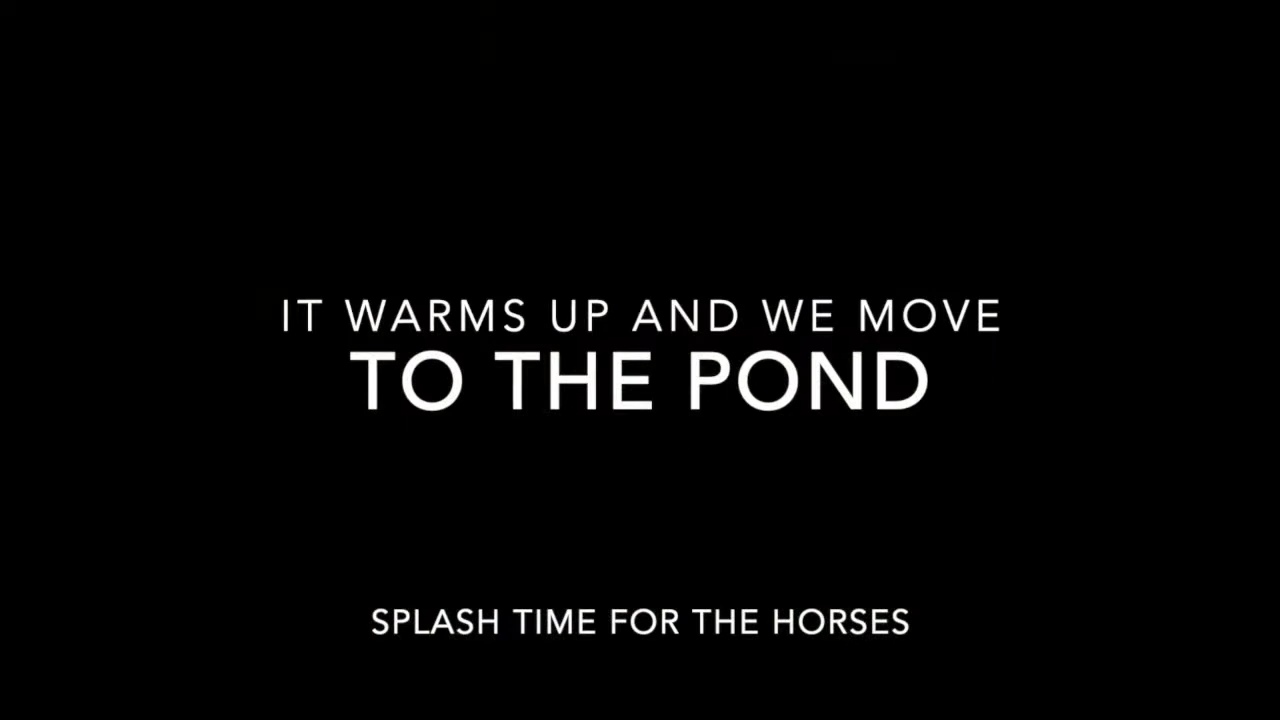 IT WARMS UP AND WE MOVE
TO THE POND
SPLASH TIME FOR THE HORSES